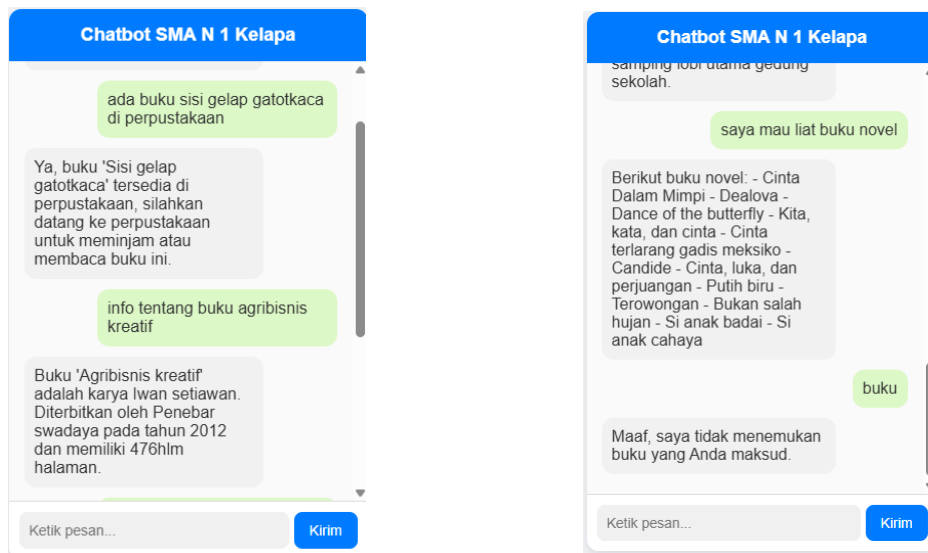 Chatbot SMA N 1 Kelapa
ada buku sisi gelap gatotkaca
di perpustakaan
Ya, buku 'Sisi gelap
gatotkaca' tersedia di
perpustakaan, silahkan
datang ke perpustakaan
untuk meminjam atau
membaca buku ini.
info tentang buku agribisnis
kreatif
Buku 'Agribisnis kreatif'
adalah karya Iwan setiawan.
Diterbitkan oleh Penebar
swadaya pada tahun 2012
dan memiliki 476hlm
halaman.
Ketik pesan...
Kirim
Chatbot SMA N 1 Kelapa
samping lobi utama gedung
sekolah.
saya mau liat buku novel
Berikut buku novel: - Cinta
Dalam Mimpi - Dealova -
Dance of the butterfly - Kita,
kata, dan cinta - Cinta
terlarang gadis meksiko -
Candide - Cinta, luka, dan
perjuangan - Putih biru -
Terowongan - Bukan salah
hujan - Si anak badai - Si
anak cahaya
buku
Maaf, saya tidak menemukan
buku yang Anda maksud.
Ketik pesan...
Kirim